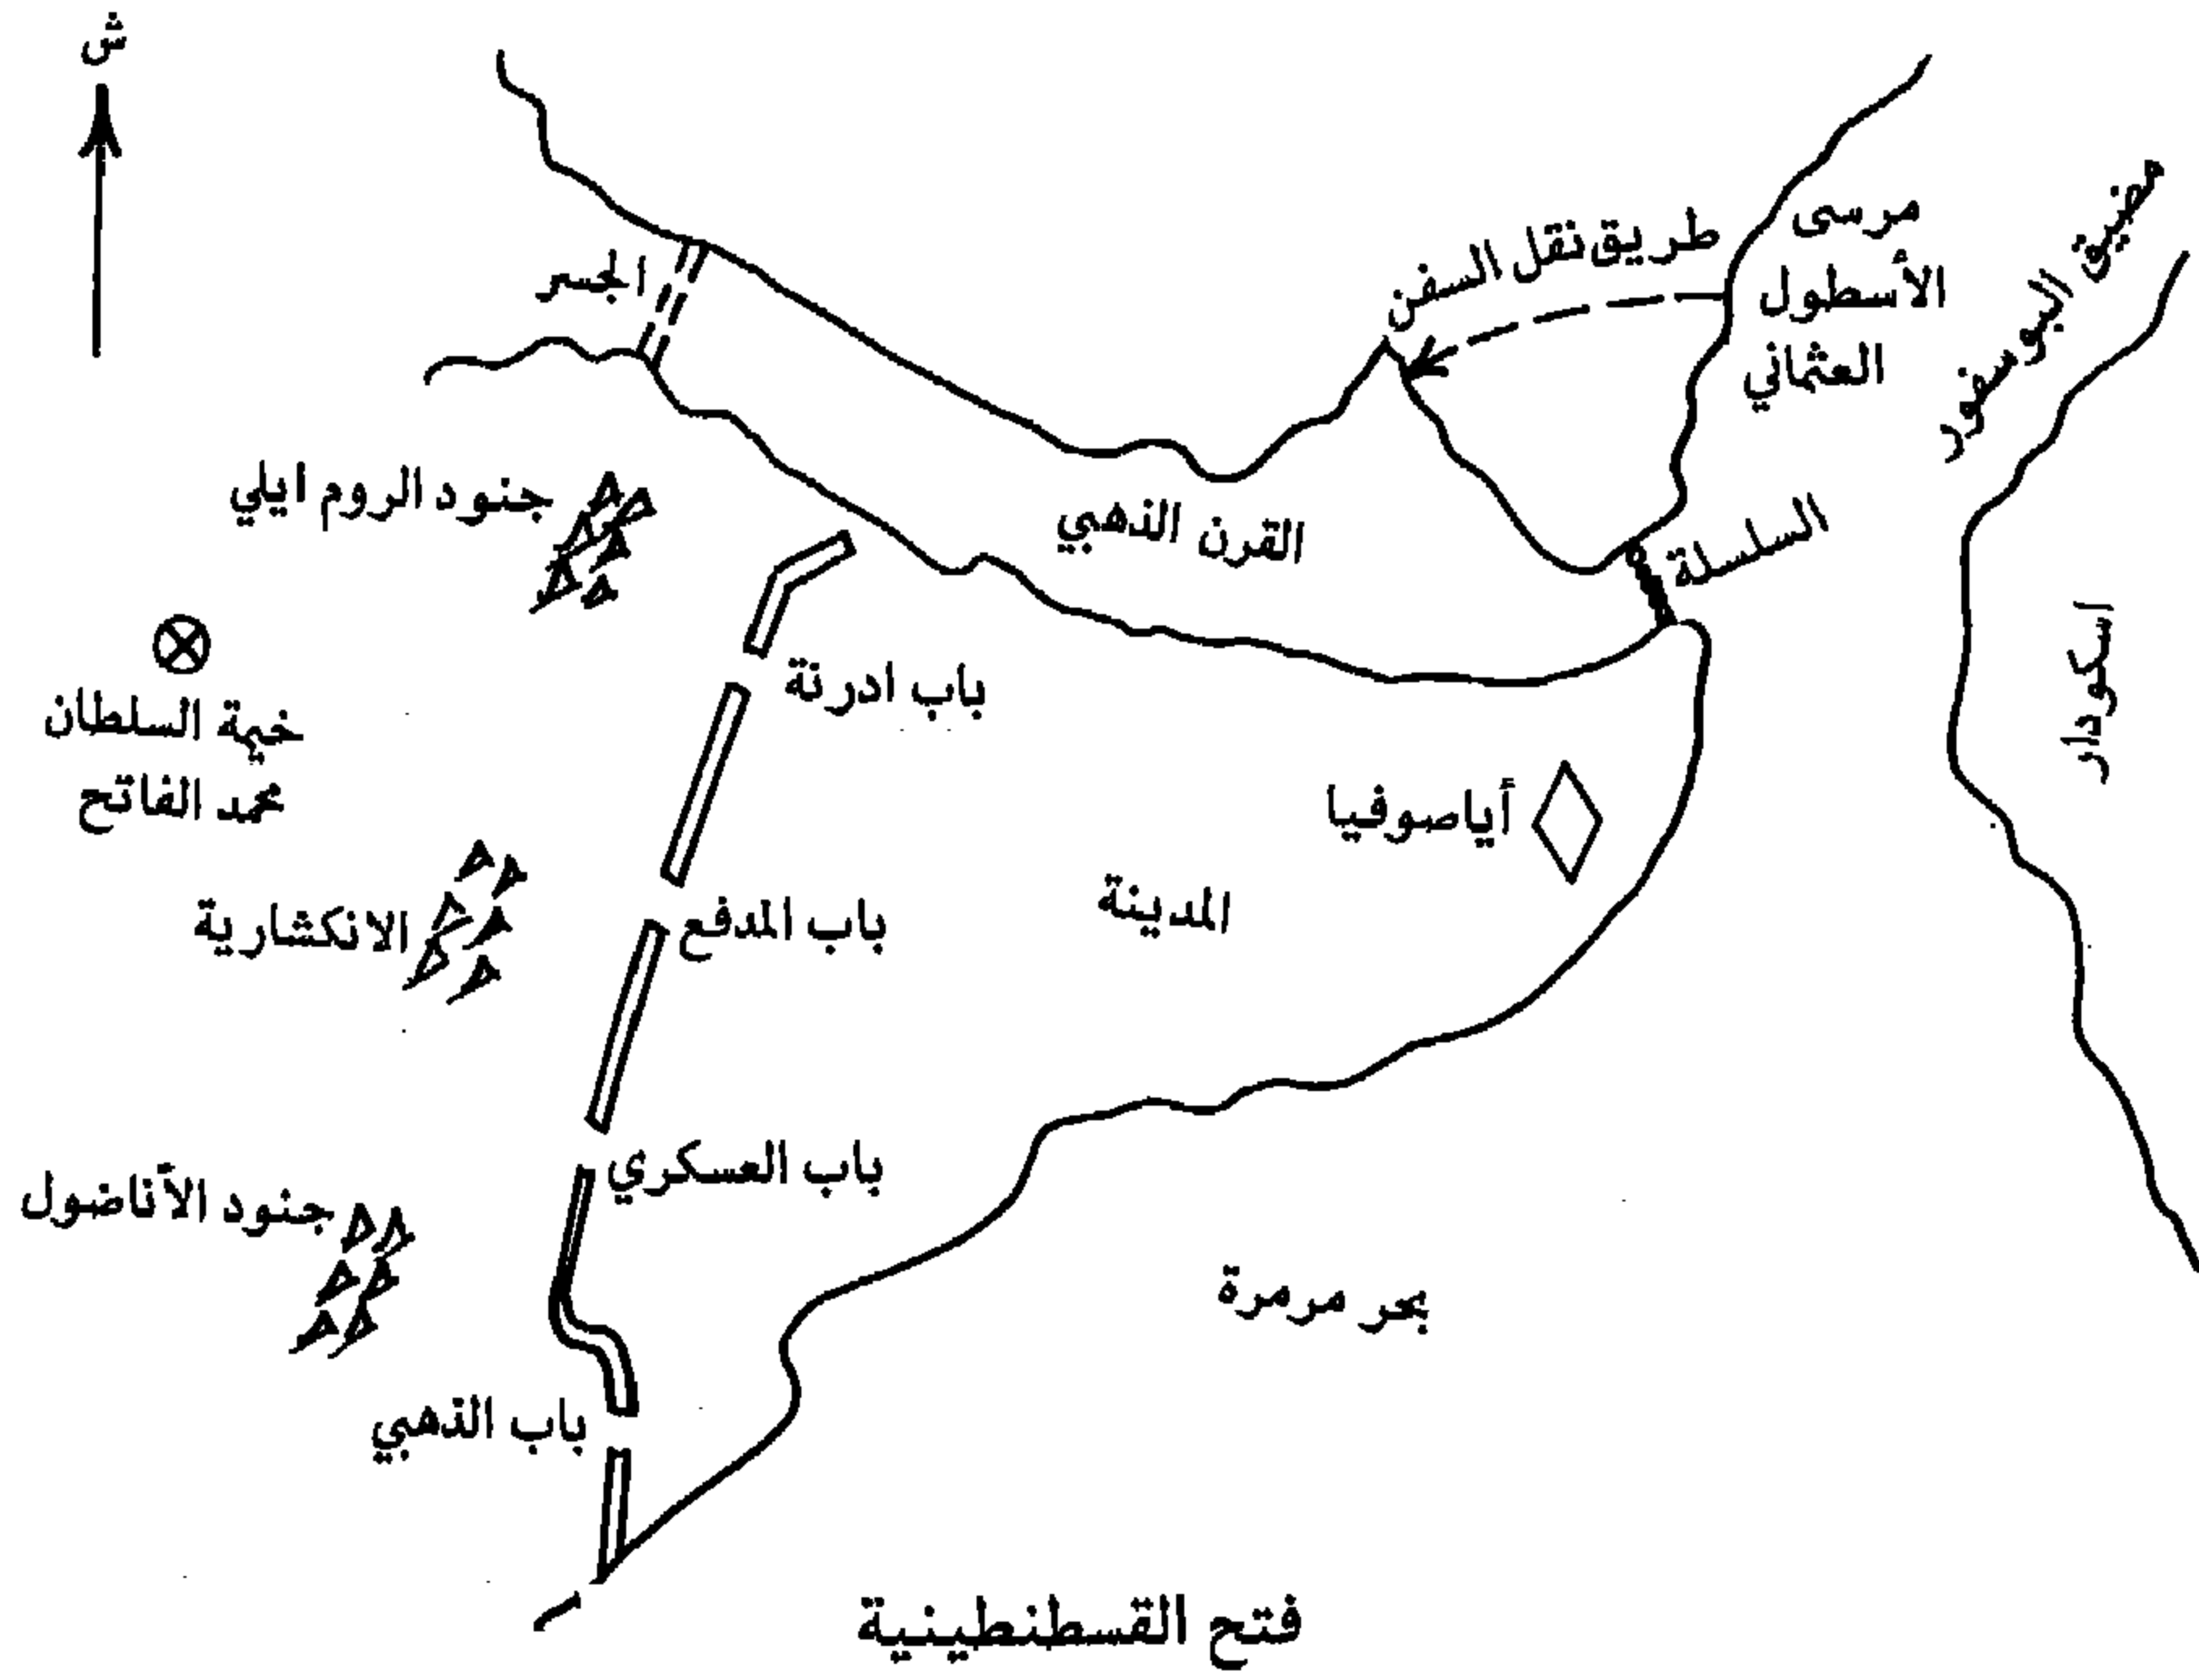 ش
مضيق البوسفور
مرسى
الأسطول
العثماني
طريق نقل السفن
الجسر
جنود الروم ايلي
القرن الذهبي
السلسلة
اسكودار
باب ادرنة
خيمة السلطان
محمد الفاتح
أياصوفيا
المدينة
باب المدفع
الانكشارية
باب العسكري
جنود الأناضول
بحر مرمرة
باب الذهبي
فتح القسطنطينية